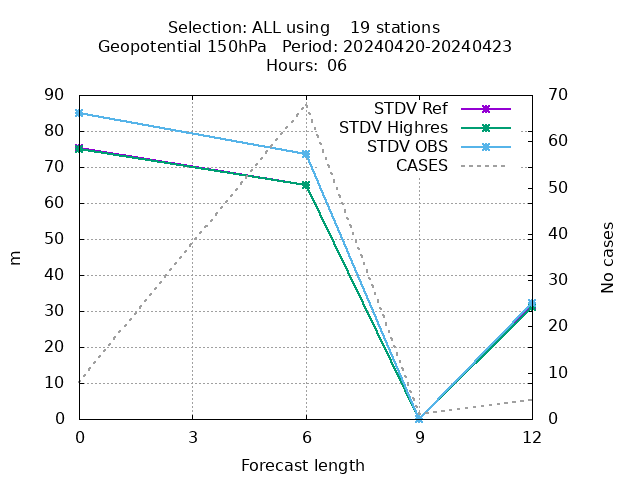 Selection: ALL using    19 stations
Geopotential 150hPa   Period: 20240420-20240423
Hours:  06
90
80
70
60
50
40
30
20
10
0
70
60
50
40
30
20
10
0
STDV Ref
STDV Highres
STDV OBS
CASES
m
No cases
0
3
6
9
12
Forecast length